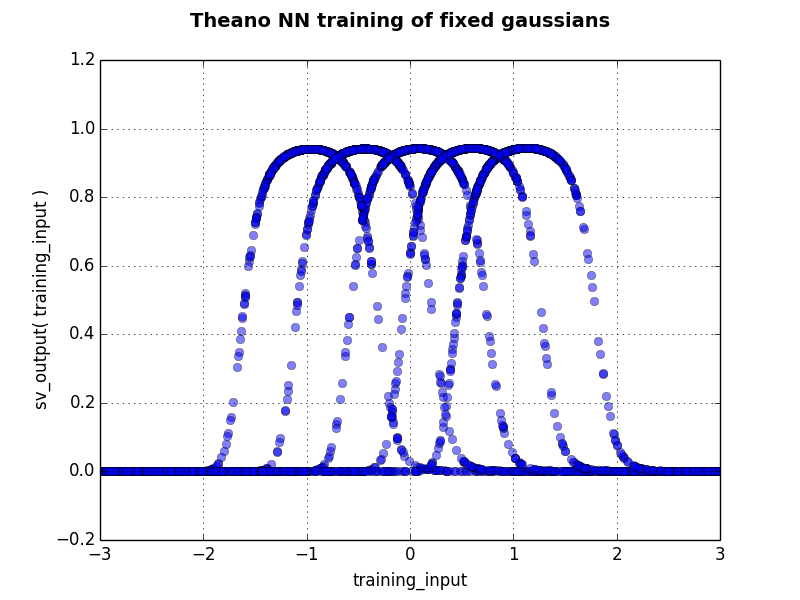 Theano NN training of fixed gaussians
1.2
1.0
0.8
0.6
0.4
0.2
0.0
−0.2
sv_output( training_input )
−3 −2 −1 0 1 2 3
training_input